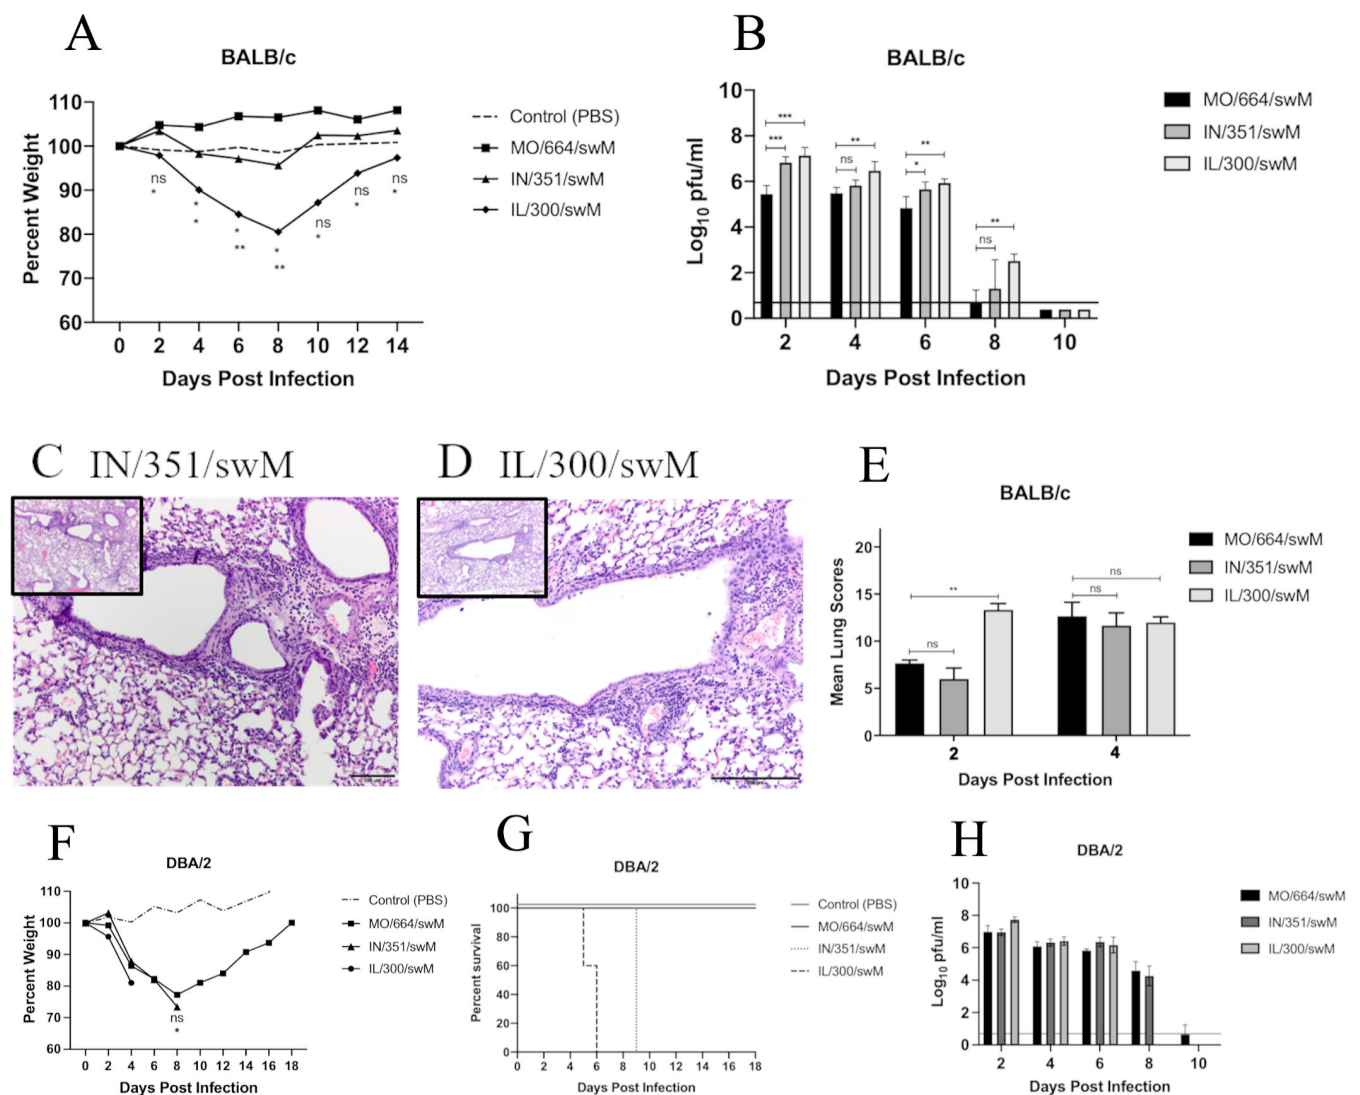 A
BALB/c
110
100
90
80
70
60
Percent Weight
0 2 4 6 8 10 12 14
Days Post Infection
Control (PBS)
MO/664/swM
IN/351/swM
IL/300/swM
ns
*
*
*
*
**
*
**
ns
*
ns
*
ns
*
B
BALB/c
10
8
6
4
2
0
Log10 pfu/ml
***
***
**
ns
**
*
**
ns
2 4 6 8 10
Days Post Infection
MO/664/swM
IN/351/swM
IL/300/swM
C IN/351/swM
D IL/300/swM
E
BALB/c
20
15
10
5
0
Mean Lung Scores
**
ns
ns
ns
2 4
Days Post Infection
MO/664/swM
IN/351/swM
IL/300/swM
F
DBA/2
110
100
90
80
70
60
Percent Weight
ns
*
0 2 4 6 8 10 12 14 16 18
Days Post Infection
Control (PBS)
MO/664/swM
IN/351/swM
IL/300/swM
G
DBA/2
100
80
60
40
20
0
Percent survival
0 2 4 6 8 10 12 14 16 18
Days Post Infection
Control (PBS)
MO/664/swM
IN/351/swM
IL/300/swM
H
DBA/2
10
8
6
4
2
0
Log10 pfu/ml
2 4 6 8 10
Days Post Infection
MO/664/swM
IN/351/swM
IL/300/swM